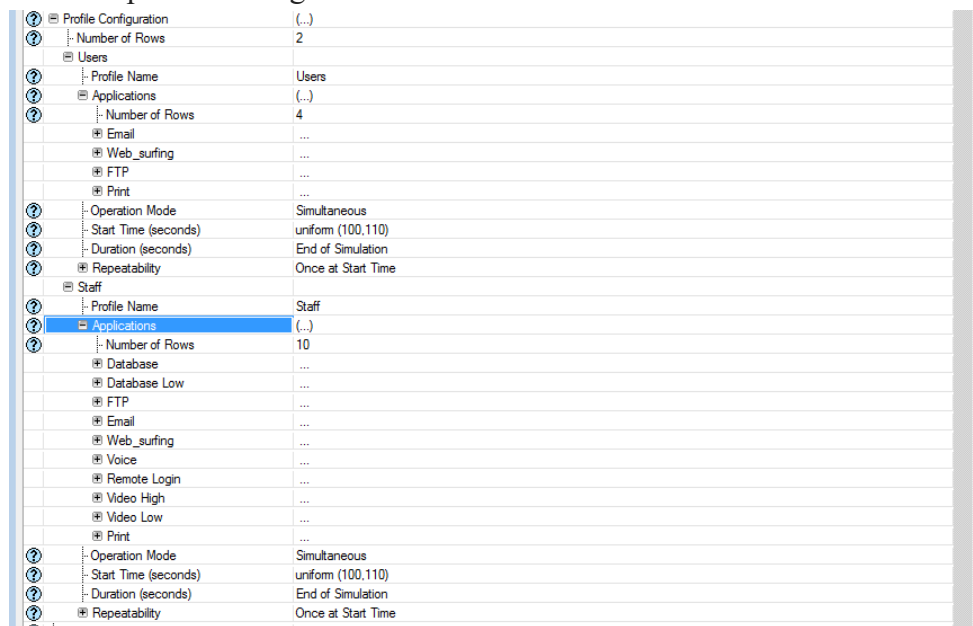 Profile Configuration (...)
Number of Rows 2
Users
Profile Name Users
Applications (...)
Number of Rows 4
Email ...
Web_surfing ...
FTP ...
Print ...
Operation Mode Simultaneous
Start Time (seconds) uniform (100,110)
Duration (seconds) End of Simulation
Repeatability Once at Start Time
Staff
Profile Name Staff
Applications (...)
Number of Rows 10
Database ...
Database Low ...
FTP ...
Email ...
Web_surfing ...
Voice ...
Remote Login ...
Video High ...
Video Low ...
Print ...
Operation Mode Simultaneous
Start Time (seconds) uniform (100,110)
Duration (seconds) End of Simulation
Repeatability Once at Start Time